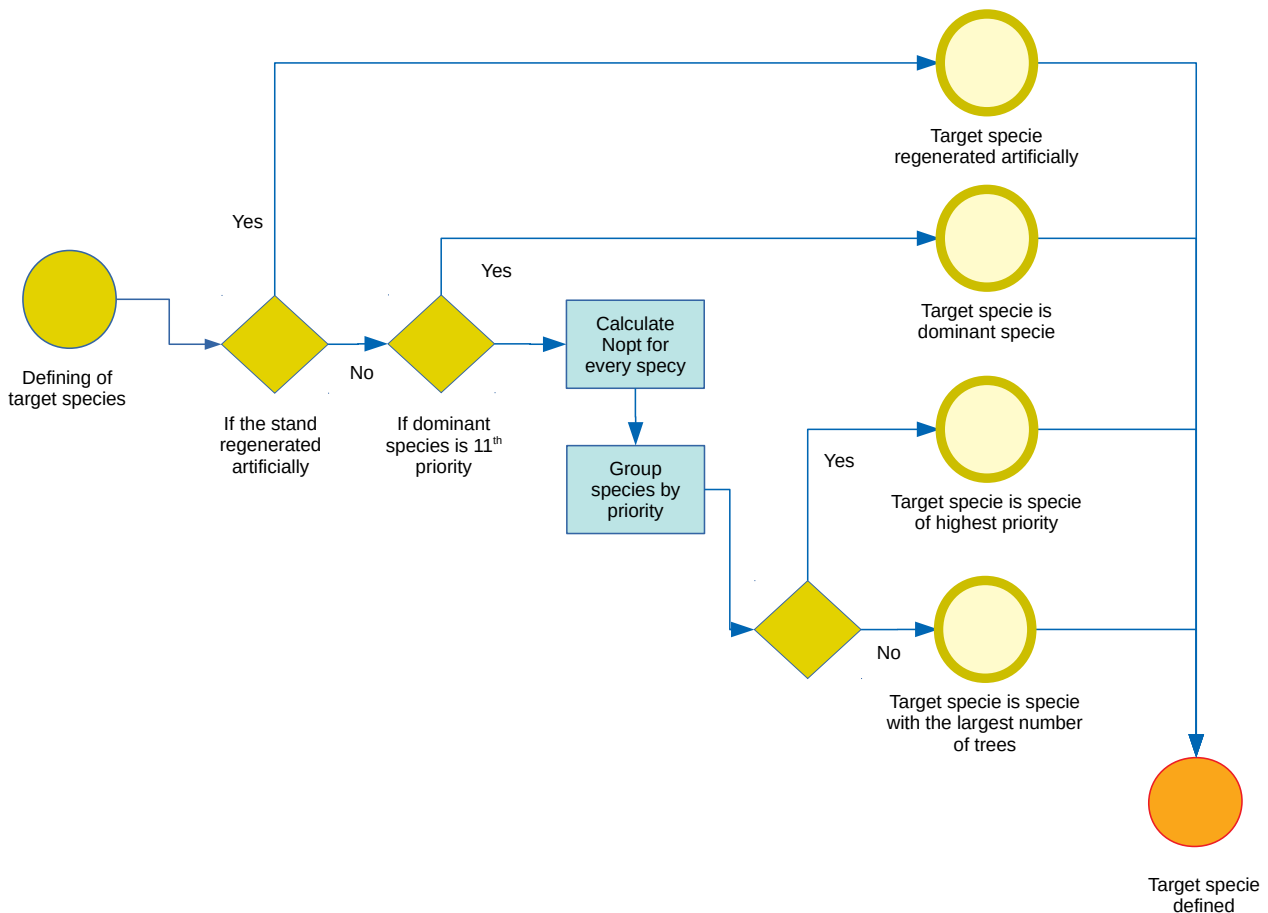 Target specie
regenerated artificially
Yes
Yes
Target specie is
dominant specie
Calculate
Nopt for
every specy
No
Defining of
target species
If the stand
regenerated
artificially
If dominant
species is 11th
priority
Group
species by
priority
Yes
Target specie is specie
of highest priority
No
Target specie is specie
with the largest number
of trees
Target specie
defined